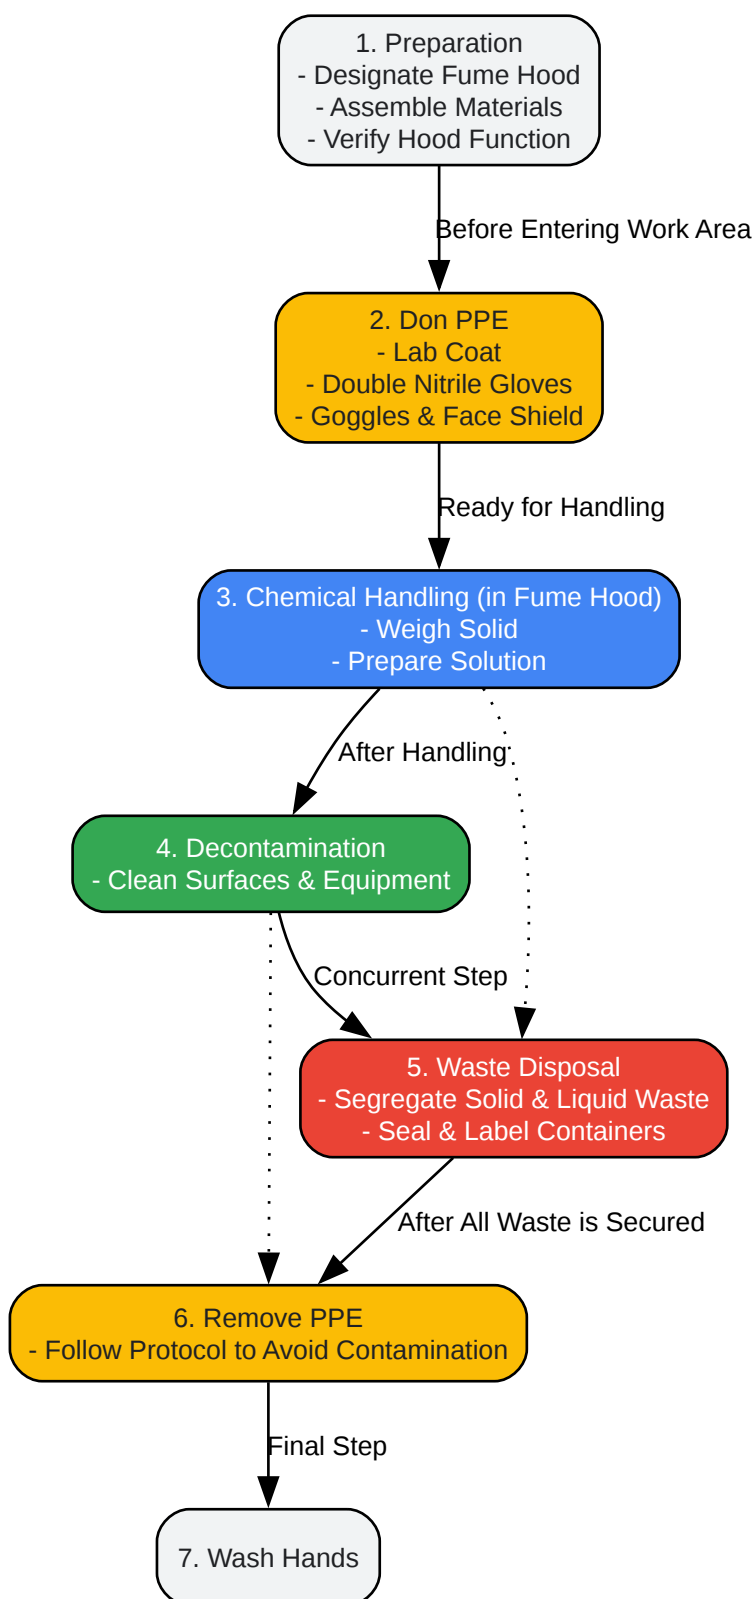 1. Preparation
- Designate Fume Hood
- Assemble Materials
- Verify Hood Function
Before Entering Work Area
2. Don PPE
- Lab Coat
- Double Nitrile Gloves
- Goggles & Face Shield
Ready for Handling
3. Chemical Handling (in Fume Hood)
- Weigh Solid
- Prepare Solution
After Handling
4. Decontamination
- Clean Surfaces & Equipment
Concurrent Step
5. Waste Disposal
- Segregate Solid & Liquid Waste
- Seal & Label Containers
After All Waste is Secured
6. Remove PPE
- Follow Protocol to Avoid Contamination
Final Step
7. Wash Hands